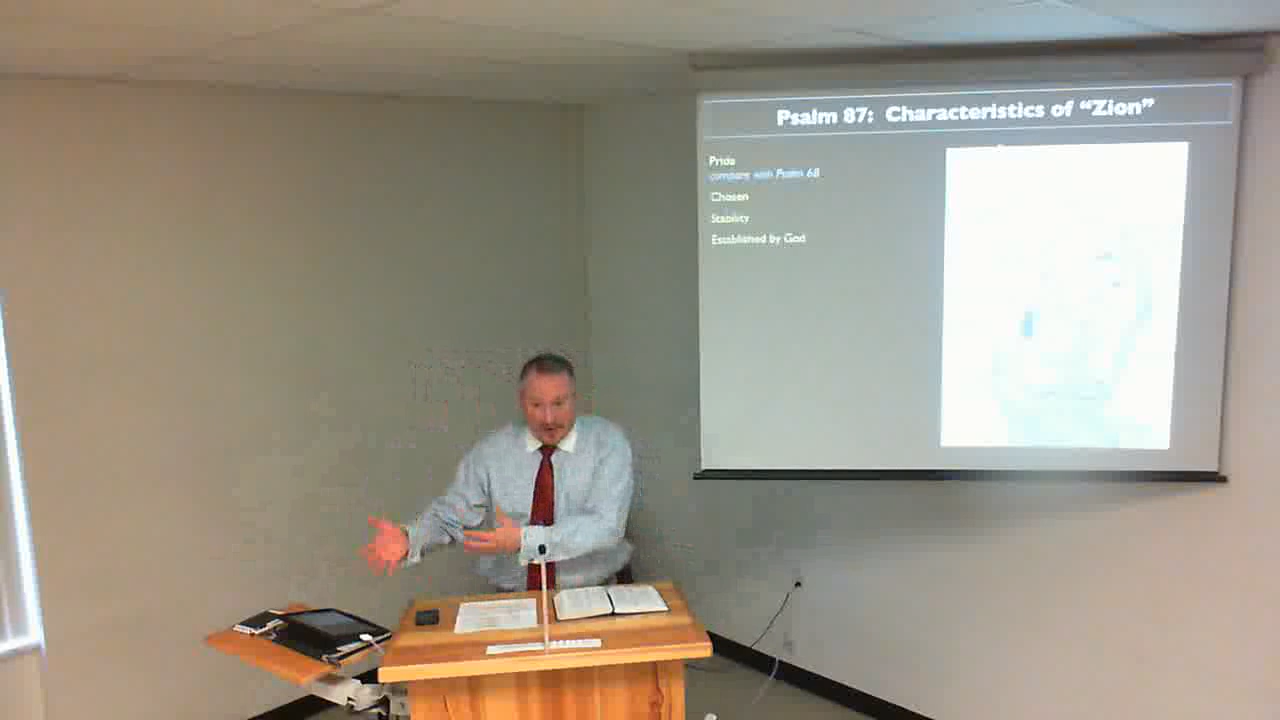 Psalm 87: Characteristics of “Zion”
Pride
compare with Psalm 68
Chosen
Stability
Established by God